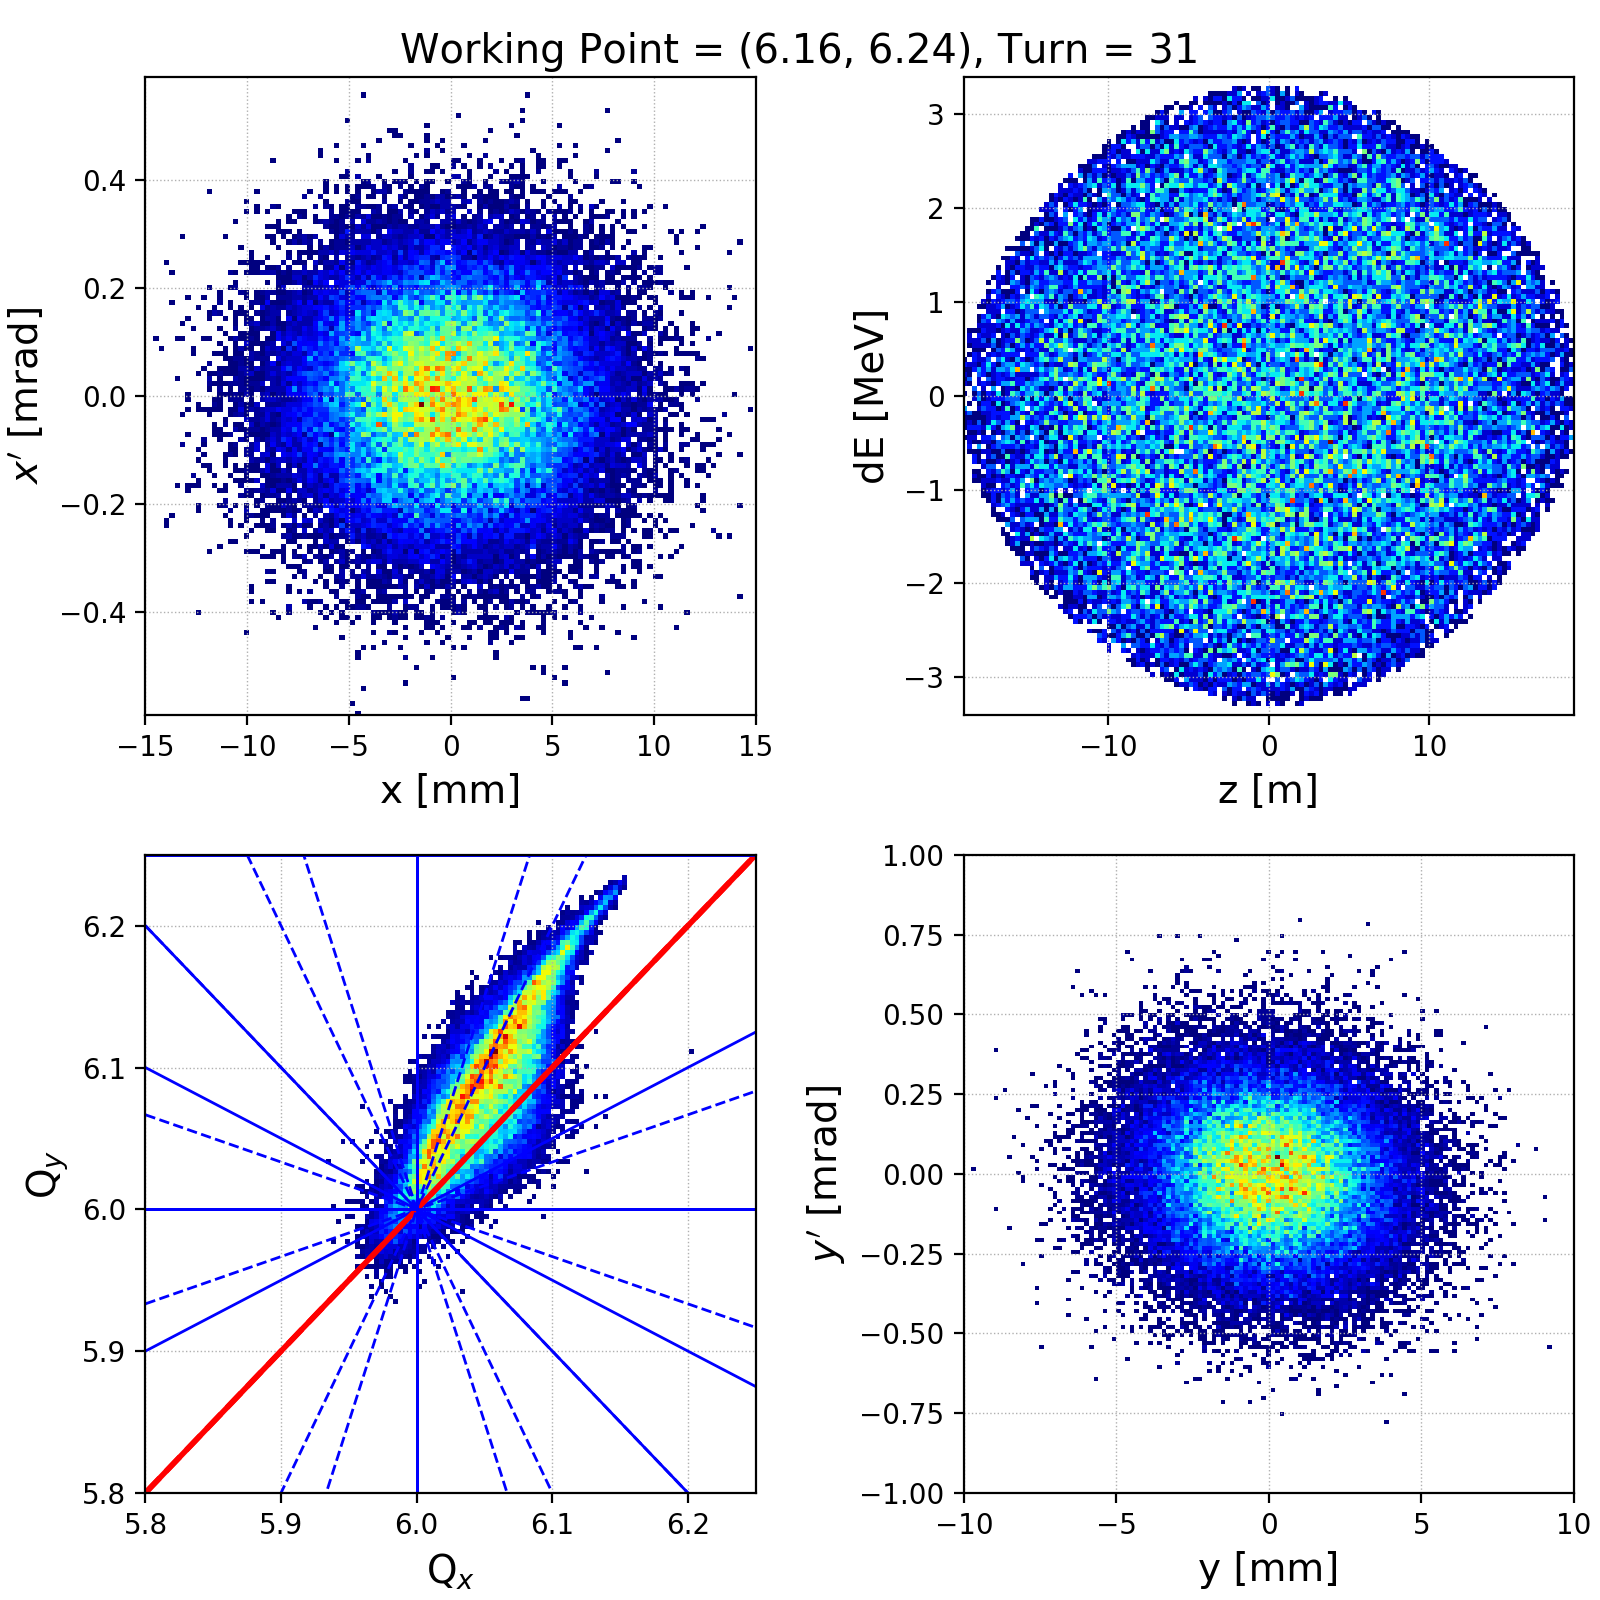 Working Point = (6.16, 6.24), Turn = 31
0.4
0.2
0.0
−0.2
−0.4
x′ [mrad]
−15 −10 −5 0 5 10 15
x [mm]
3
2
1
0
−1
−2
−3
dE [MeV]
−10 0 10
z [m]
6.2
6.1
6.0
5.9
5.8
Qy
5.8 5.9 6.0 6.1 6.2
Qx
1.00
0.75
0.50
0.25
0.00
−0.25
−0.50
−0.75
−1.00
y′ [mrad]
−10 −5 0 5 10
y [mm]